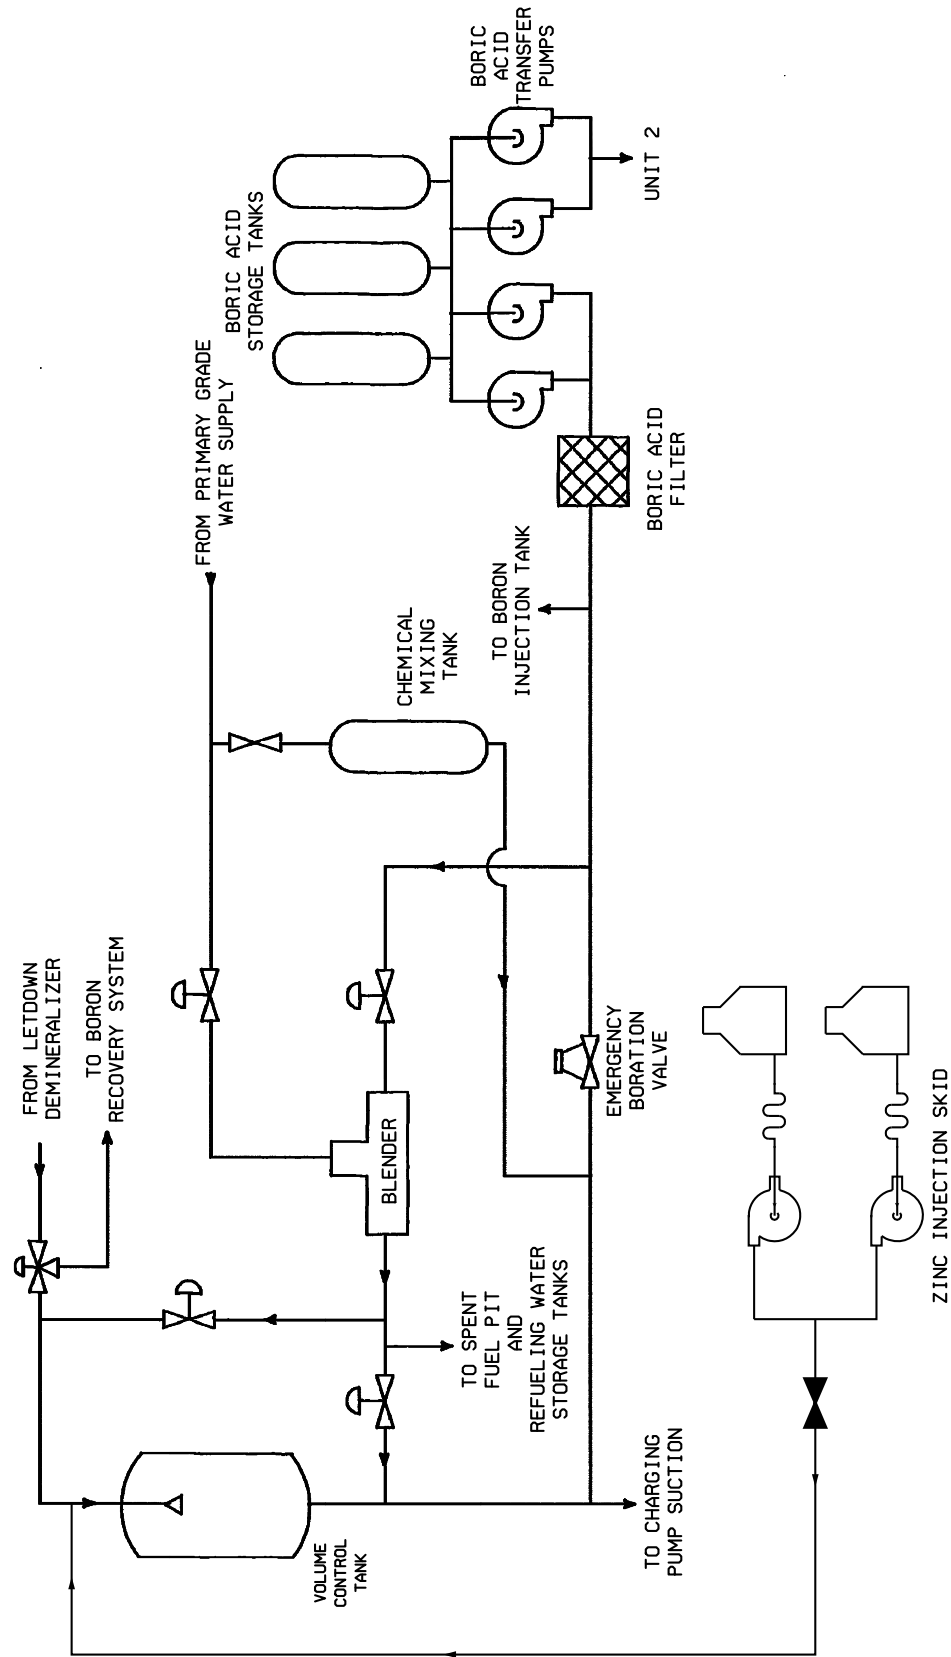 FROM LETDOWN
DEMINERALIZER
TO BORON
RECOVERY SYSTEM
FROM PRIMARY GRADE
WATER SUPPLY
BORIC ACID
STORAGE TANKS
BORIC
ACID
TRANSFER
PUMPS
UNIT 2
BORIC ACID
FILTER
TO BORON
INJECTION TANK
CHEMICAL
MIXING
TANK
BLENDER
EMERGENCY
BORATION
VALVE
TO SPENT
FUEL PIT
AND
REFUELING WATER
STORAGE TANKS
VOLUME
CONTROL
TANK
TO CHARGING
PUMP SUCTION
ZINC INJECTION SKID